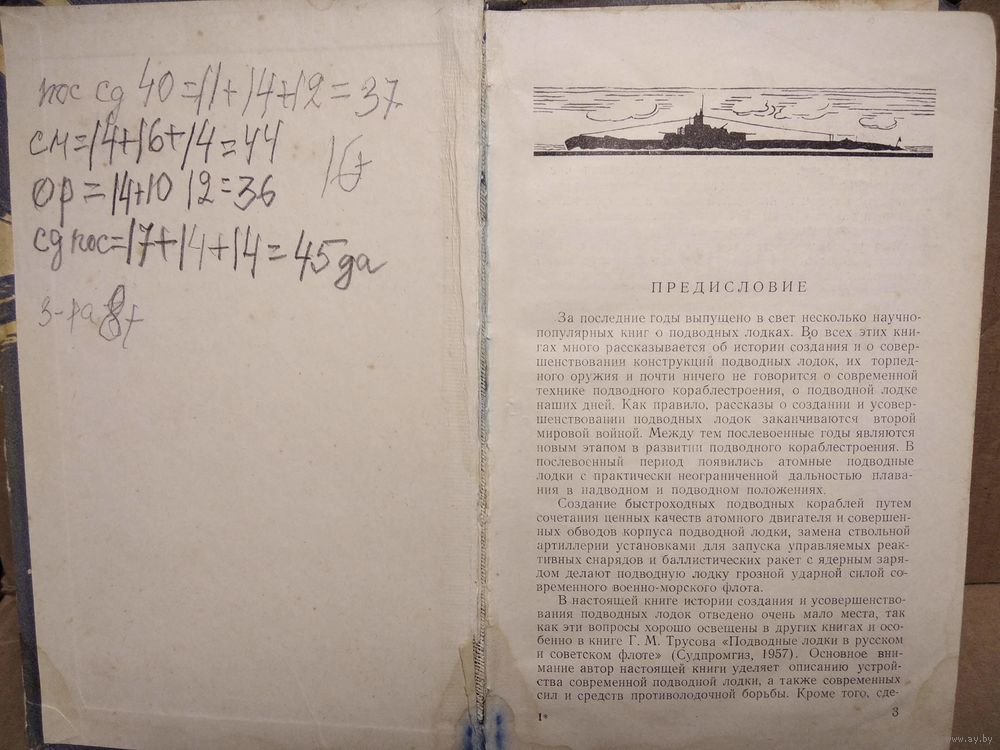 пос сд 40=11+14+12=37
см=14+16+14=44
ор=14+10 12=36
16+
сд пос=17+14+14=45 да
з-ра 8+
ПРЕДИСЛОВИЕ
За последние годы выпущено в свет несколько научно-
популярных книг о подводных лодках. Во всех этих кни-
гах много рассказывается об истории создания и о совер-
шенствовании конструкций подводных лодок, их торпед-
ного оружия и почти ничего не говорится о современной
технике подводного кораблестроения, о подводной лодке
наших дней. Как правило, рассказы о создании и усовер-
шенствовании подводных лодок заканчиваются второй
мировой войной. Между тем послевоенные годы являются
новым этапом в развитии подводного кораблестроения. В
послевоенный период появились атомные подводные
лодки с практически неограниченной дальностью плава-
ния в надводном и подводном положениях.
Создание быстроходных подводных кораблей путем
сочетания ценных качеств атомного двигателя и совершен-
ных обводов корпуса подводной лодки, замена ствольной
артиллерии установками для запуска управляемых реак-
тивных снарядов и баллистических ракет с ядерным заря-
дом делают подводную лодку грозной ударной силой со-
временного военно-морского флота.
В настоящей книге истории создания и усовершенство-
вания подводных лодок отведено очень мало места, так
как эти вопросы хорошо освещены в других книгах и осо-
бенно в книге Г. М. Трусова «Подводные лодки в русском
и советском флоте» (Судпромгиз, 1957). Основное вни-
мание автор настоящей книги уделяет описанию устрой-
ства современной подводной лодки, а также современных
сил и средств противолодочной борьбы. Кроме того, сде-
1*
3
www.ay.by